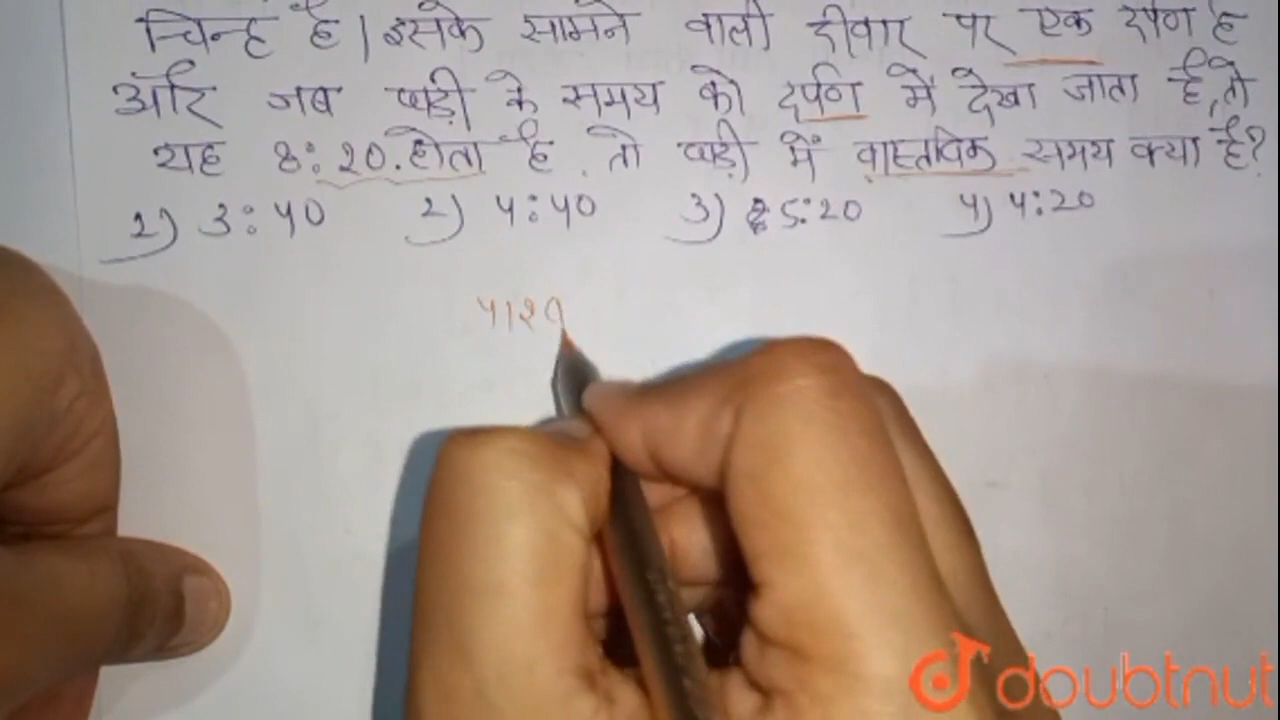 चिन्ह है। इसके सामने वाली दीवार पर एक दर्पण है
और जब घड़ी के समय को दर्पण में देखा जाता है, तो
यह 8:20. होता है. तो घड़ी में वास्तविक समय क्या है?
1) 3:40 2) 4:40 3) 5:20 4) 4:20
doubtnut